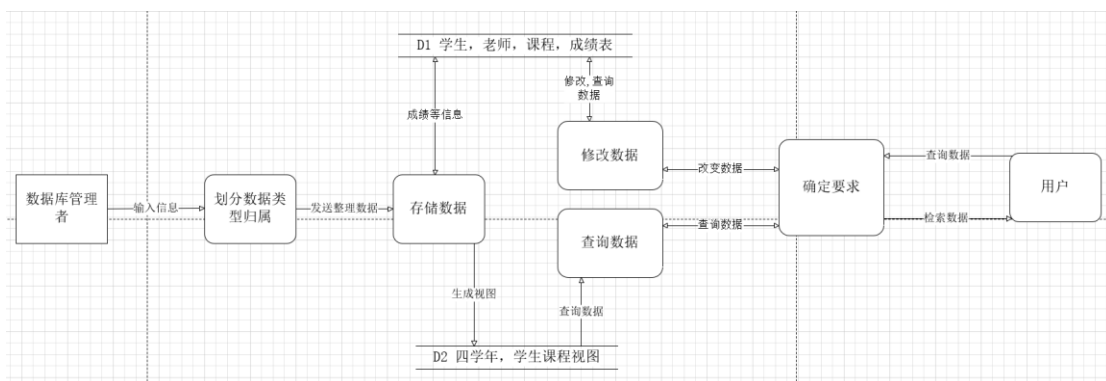 D1 学生，老师，课程，成绩表
修改,查询
数据
成绩等信息
修改数据
数据库管理
者
输入信息
划分数据类
型归属
发送整理数据
存储数据
改变数据
确定要求
查询数据
用户
检索数据
查询数据
查询数据
生成视图
查询数据
D2 四学年，学生课程视图